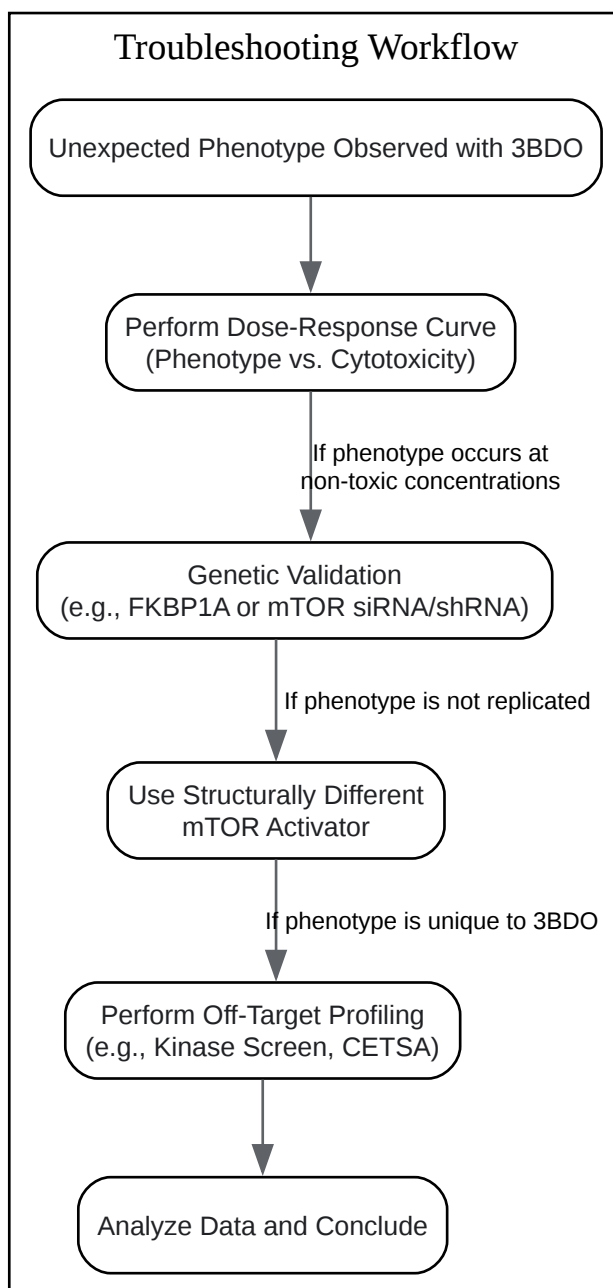 Troubleshooting Workflow
Unexpected Phenotype Observed with 3BDO
Perform Dose-Response Curve
(Phenotype vs. Cytotoxicity)
If phenotype occurs at
non-toxic concentrations
Genetic Validation
(e.g., FKBP1A or mTOR siRNA/shRNA)
If phenotype is not replicated
Use Structurally Different
mTOR Activator
If phenotype is unique to 3BDO
Perform Off-Target Profiling
(e.g., Kinase Screen, CETSA)
Analyze Data and Conclude